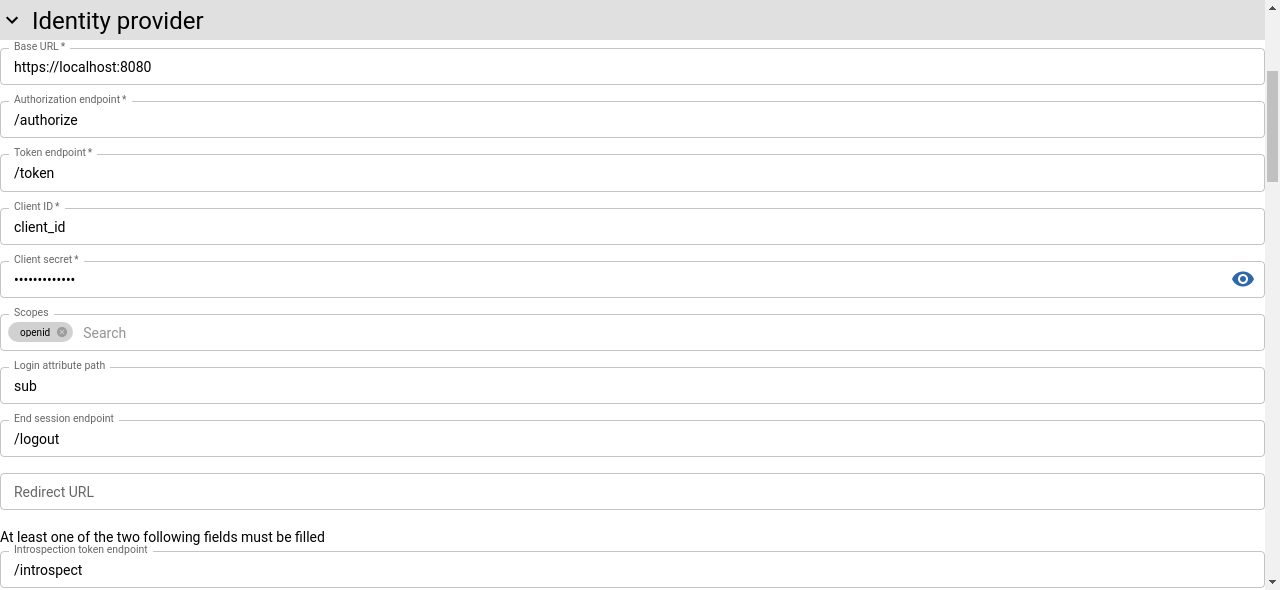 Identity provider
Base URL *
https://localhost:8080
Authorization endpoint *
/authorize
Token endpoint *
/token
Client ID *
client_id
Client secret *
•••••••••••••
Scopes
openid Search
Login attribute path
sub
End session endpoint
/logout
Redirect URL
At least one of the two following fields must be filled
Introspection token endpoint
/introspect